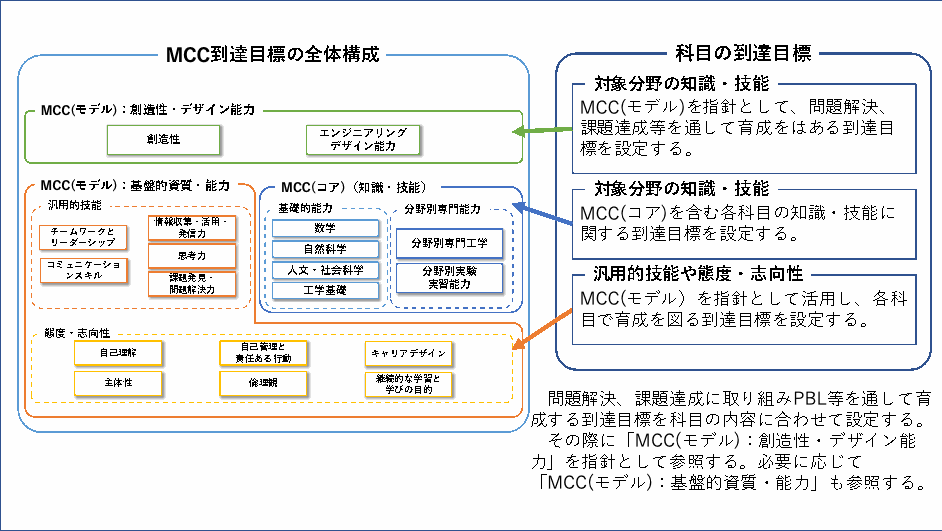 MCC到達目標の全体構成
MCC(モデル)：創造性・デザイン能力
創造性
エンジニアリング
デザイン能力
MCC(モデル)：基盤的資質・能力
汎用的技能
チームワークと
リーダーシップ
コミュニケーション
スキル
情報収集・活用・
発信力
思考力
課題発見・
問題解決力
MCC(コア)（知識・技能）
基礎的能力
数学
自然科学
人文・社会科学
工学基礎
分野別専門能力
分野別専門工学
分野別実験
実習能力
態度・志向性
自己理解
自己管理と
責任ある行動
キャリアデザイン
主体性
倫理観
継続的な学習と
学びの目的
科目の到達目標
対象分野の知識・技能
MCC(モデル)を指針として、問題解決、
課題達成等を通して育成をはある到達目
標を設定する。
対象分野の知識・技能
MCC(コア)を含む各科目の知識・技能に
関する到達目標を設定する。
汎用的技能や態度・志向性
MCC(モデル）を指針として活用し、各科
目で育成を図る到達目標を設定する。
問題解決、課題達成に取り組みPBL等を通して育
成する到達目標を科目の内容に合わせて設定する。
その際に「MCC(モデル)：創造性・デザイン能
力」を指針として参照する。必要に応じて
「MCC(モデル)：基盤的資質・能力」も参照する。